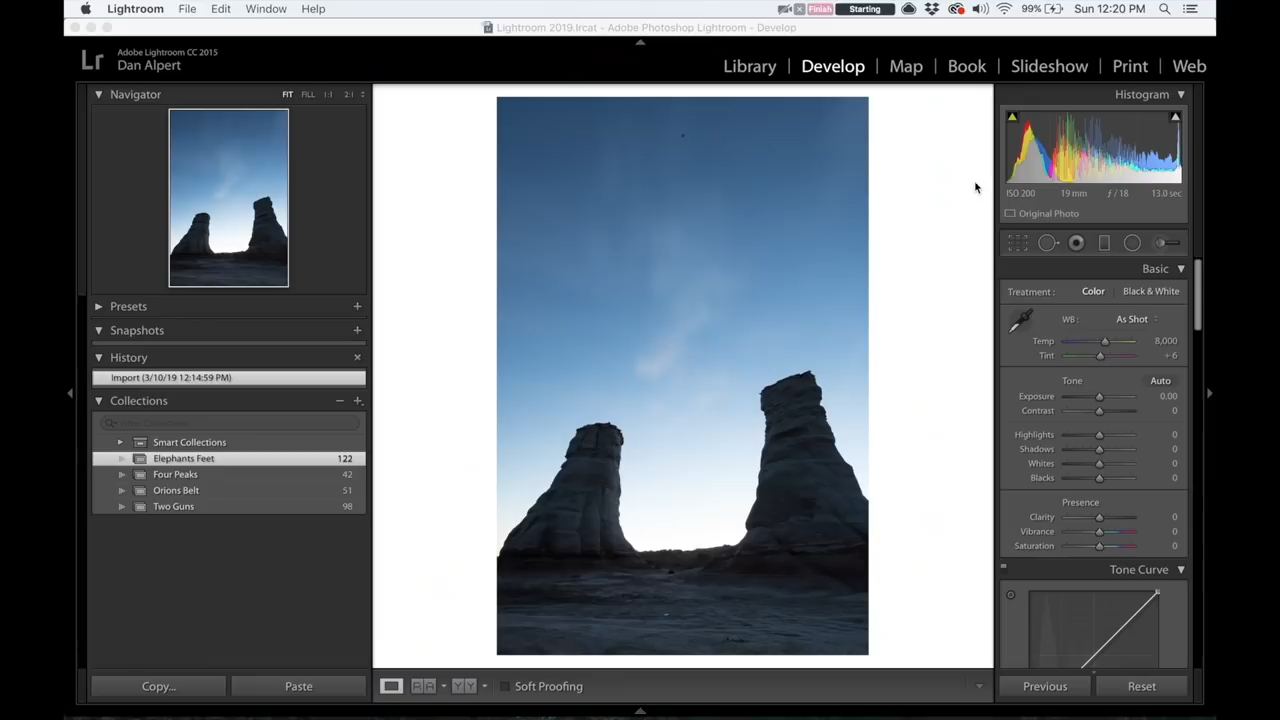 Lightroom File Edit Window Help Finish Starting 99% Sun 12:20 PM
Lightroom 2019.lrcat - Adobe Photoshop Lightroom - Develop
Lr Adobe Lightroom CC 2015
Dan Alpert
Library Develop Map Book Slideshow Print Web
Navigator FIT FILL 1:1 2:1
Presets
Snapshots
History
Import (3/10/19 12:14:59 PM)
Collections
Smart Collections
Elephants Feet 122
Four Peaks 42
Orions Belt 51
Two Guns 98
Copy... Paste
Soft Proofing
Histogram
ISO 200 19 mm ƒ / 18 13.0 sec
Original Photo
Basic
Treatment : Color Black & White
WB : As Shot
Temp 8,000
Tint + 6
Tone Auto
Exposure 0.00
Contrast 0
Highlights 0
Shadows 0
Whites 0
Blacks 0
Presence
Clarity 0
Vibrance 0
Saturation 0
Tone Curve
Previous Reset